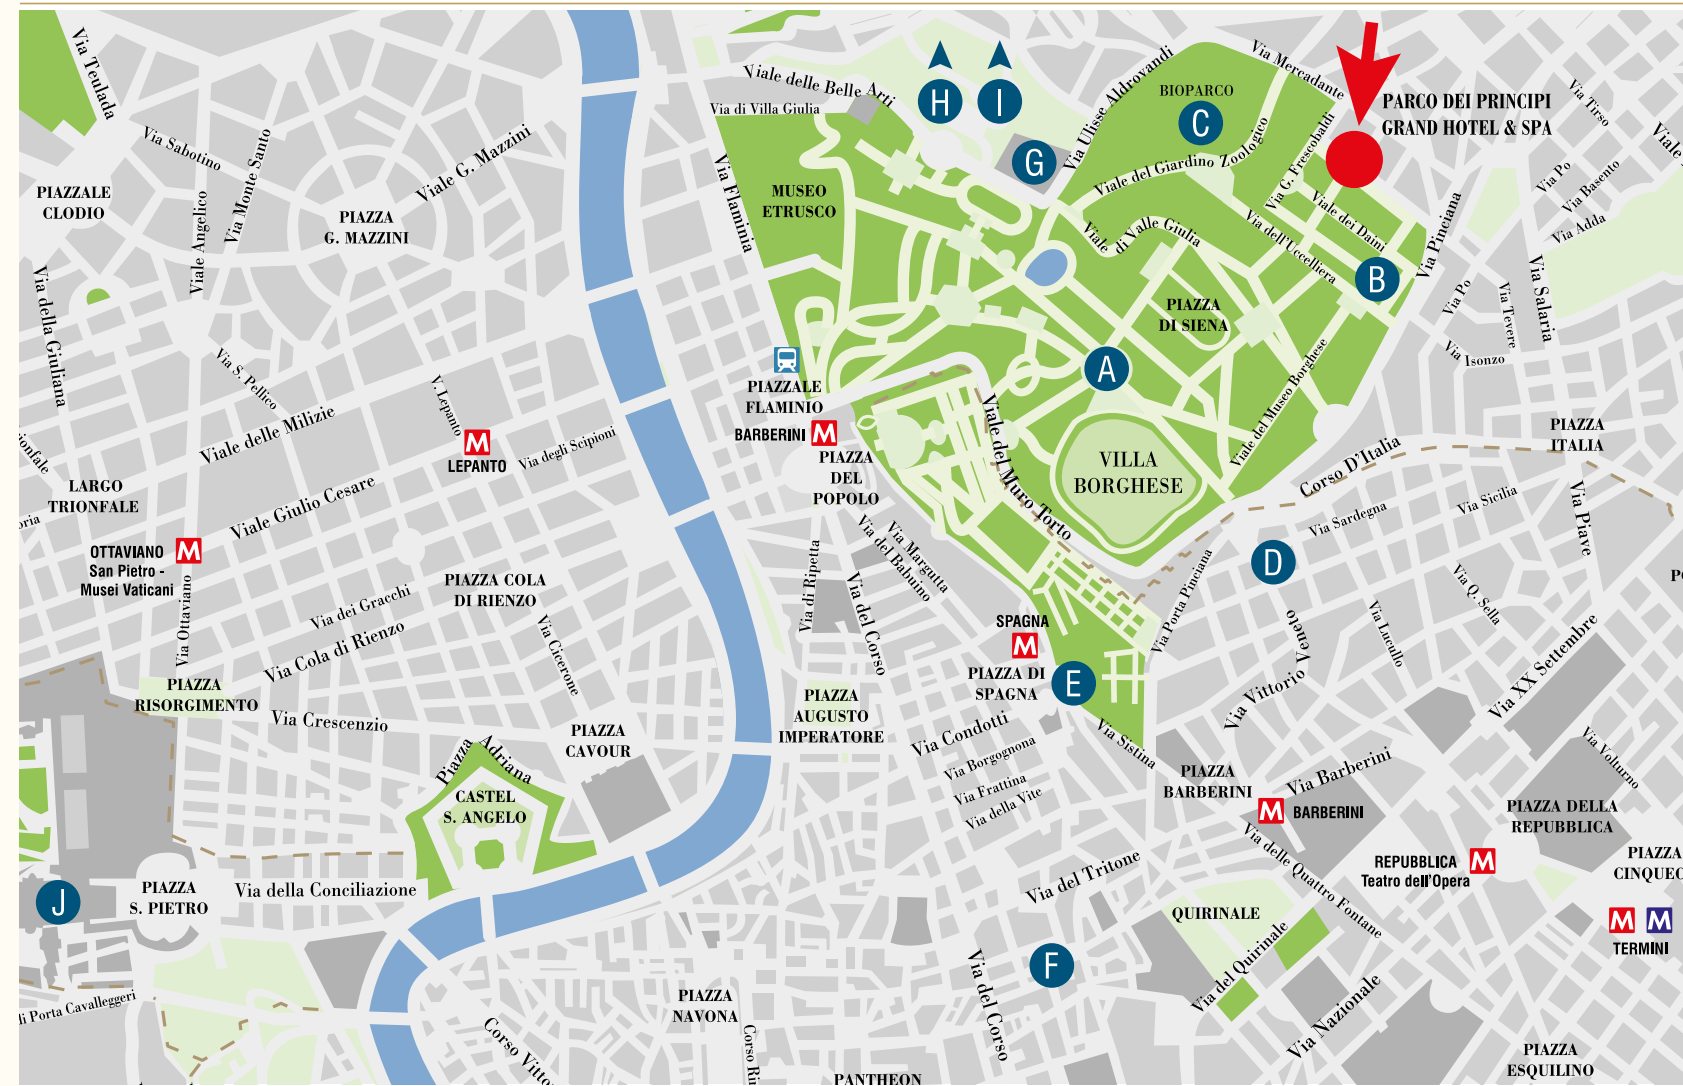 Via Teulada
Via Sabotino
Via Monte Santo
Viale G. Mazzini
PIAZZALE
CLODIO
Viale Angelico
PIAZZA
G. MAZZINI
Via della Giuliana
Via S. Pellico
V. Lepanto
Viale delle Milizie
M
LEPANTO
Via degli Scipioni
LARGO
TRIONFALE
Viale Giulio Cesare
OTTAVIANO
San Pietro -
Musei Vaticani
M
Via Ottaviano
PIAZZA COLA
DI RIENZO
Via dei Gracchi
Via Cola di Rienzo
Via Cicerone
PIAZZA
RISORGIMENTO
Via Crescenzio
PIAZZA
CAVOUR
Piazza Adriana
CASTEL
S. ANGELO
J
PIAZZA
S. PIETRO
Via della Conciliazione
di Porta Cavalleggeri
Viale delle Belle Arti
Via di Villa Giulia
Via Flaminia
MUSEO
ETRUSCO
H
I
G
Via Ulisse Aldrovandi
BIOPARCO
C
Via Mercadante
PARCO DEI PRINCIPI
GRAND HOTEL & SPA
Via Tirso
Viale
Viale del Giardino Zoologico
Via G. Frescobaldi
Viale dei Daini
Via dell'Uccelliera
Viale di Valle Giulia
B
Via Pinciana
Via Po
Via Basento
Via Adda
Via Po
Via Tevere
Via Salaria
Via Isonzo
PIAZZA
DI SIENA
A
Viale del Museo Borghese
PIAZZALE
FLAMINIO
BARBERINI M
PIAZZA
DEL
POPOLO
Viale del Muro Torto
VILLA
BORGHESE
Corso D'Italia
PIAZZA
ITALIA
Via Sardegna
Via Sicilia
Via Piave
D
Via Porta Pinciana
Via Q. Sella
Via Lucullo
Via Vittorio Veneto
Via XX Settembre
Via Volturno
Via Margutta
Via del Babuino
Via di Ripetta
Via del Corso
SPAGNA
M
PIAZZA DI
SPAGNA
E
PIAZZA
AUGUSTO
IMPERATORE
Via Condotti
Via Borgognona
Via Frattina
Via della Vite
Via Sistina
PIAZZA
BARBERINI
Via Barberini
M BARBERINI
PIAZZA DELLA
REPUBBLICA
REPUBBLICA
Teatro dell'Opera
M
PIAZZA
CINQUEC
M M
TERMINI
Via delle Quattro Fontane
Via del Tritone
QUIRINALE
Via del Quirinale
F
Via del Corso
Via Nazionale
PIAZZA
ESQUILINO
PIAZZA
NAVONA
Corso Vitto
Corso Rin
PANTHEON